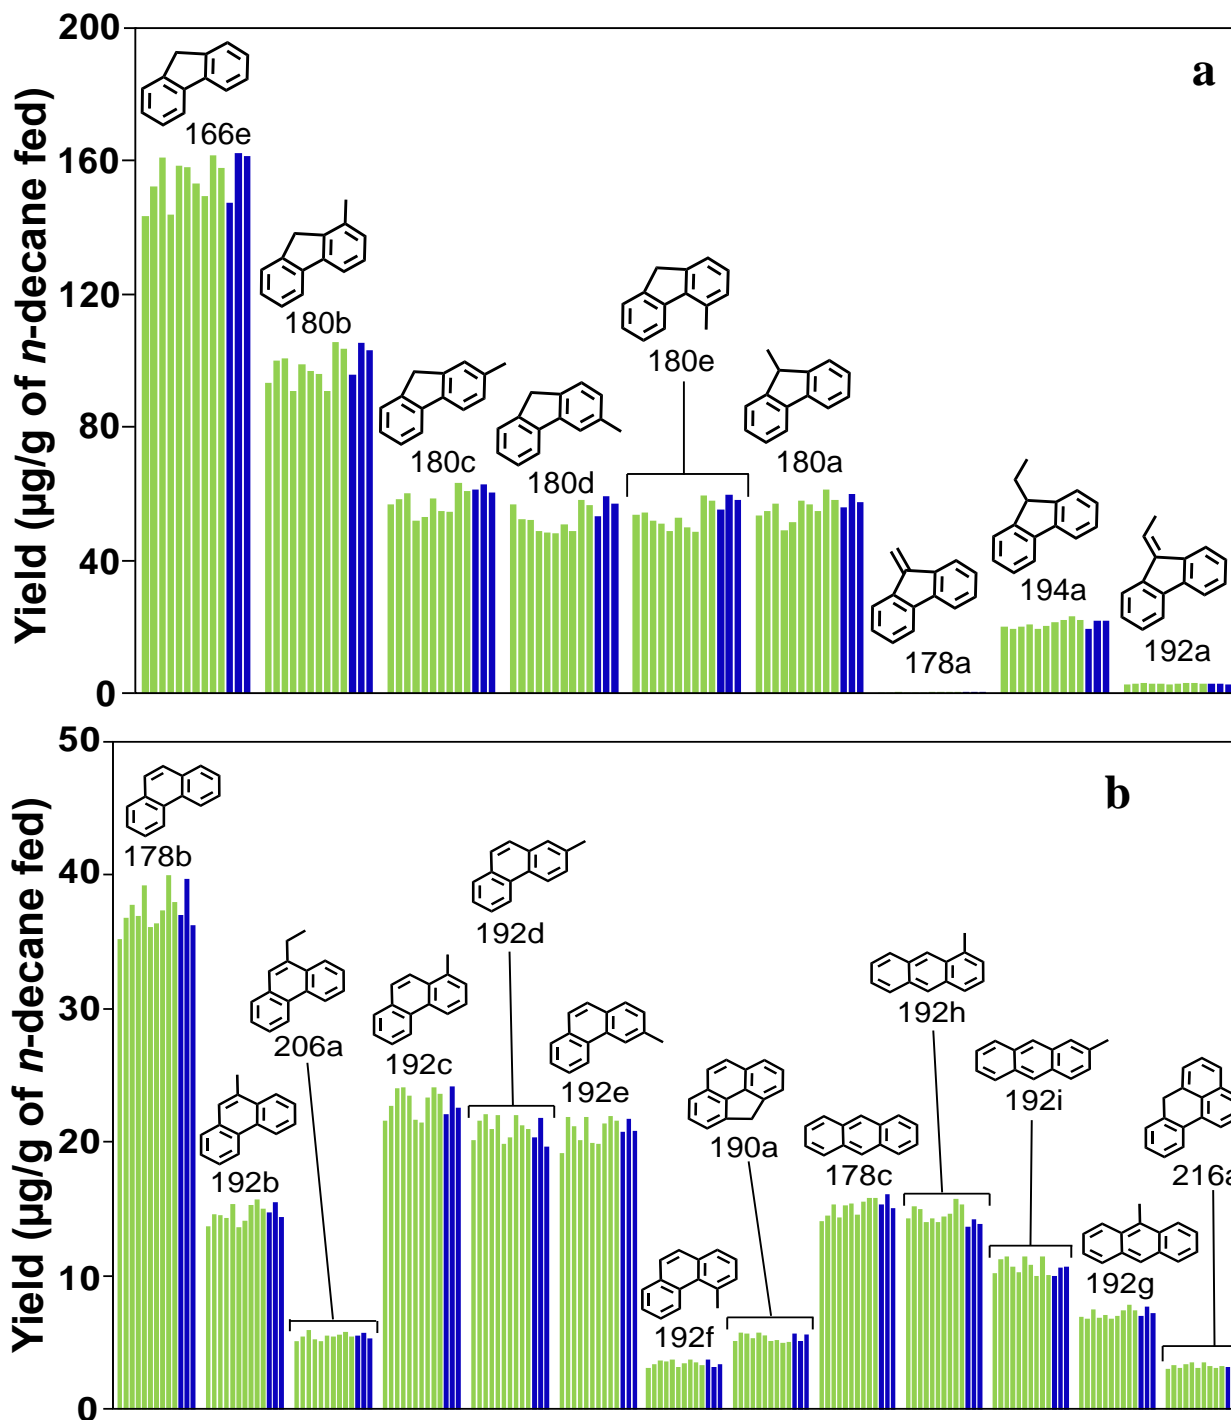 200
a
166e
160
180b
120
180e
180c
180d
180a
80
178a
194a
192a
40
0
Yield (µg/g of n-decane fed)
50
b
178b
40
192d
206a
192c
192e
192h
192i
30
192b
190a
178c
216a
20
192f
192g
10
0
Yield (µg/g of n-decane fed)